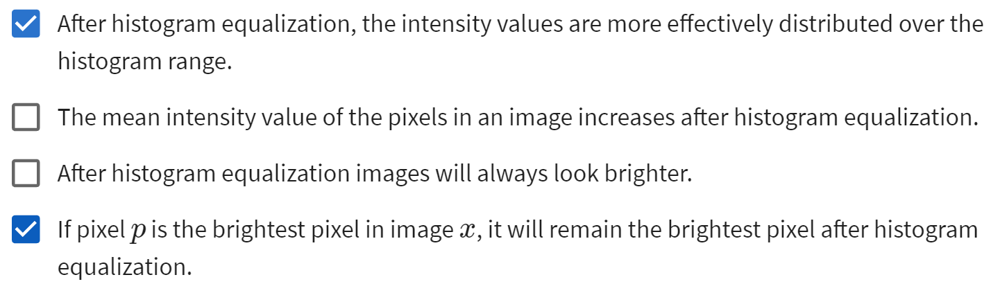 After histogram equalization, the intensity values are more effectively distributed over the
histogram range.
The mean intensity value of the pixels in an image increases after histogram equalization.
After histogram equalization images will always look brighter.
If pixel p is the brightest pixel in image x, it will remain the brightest pixel after histogram
equalization.